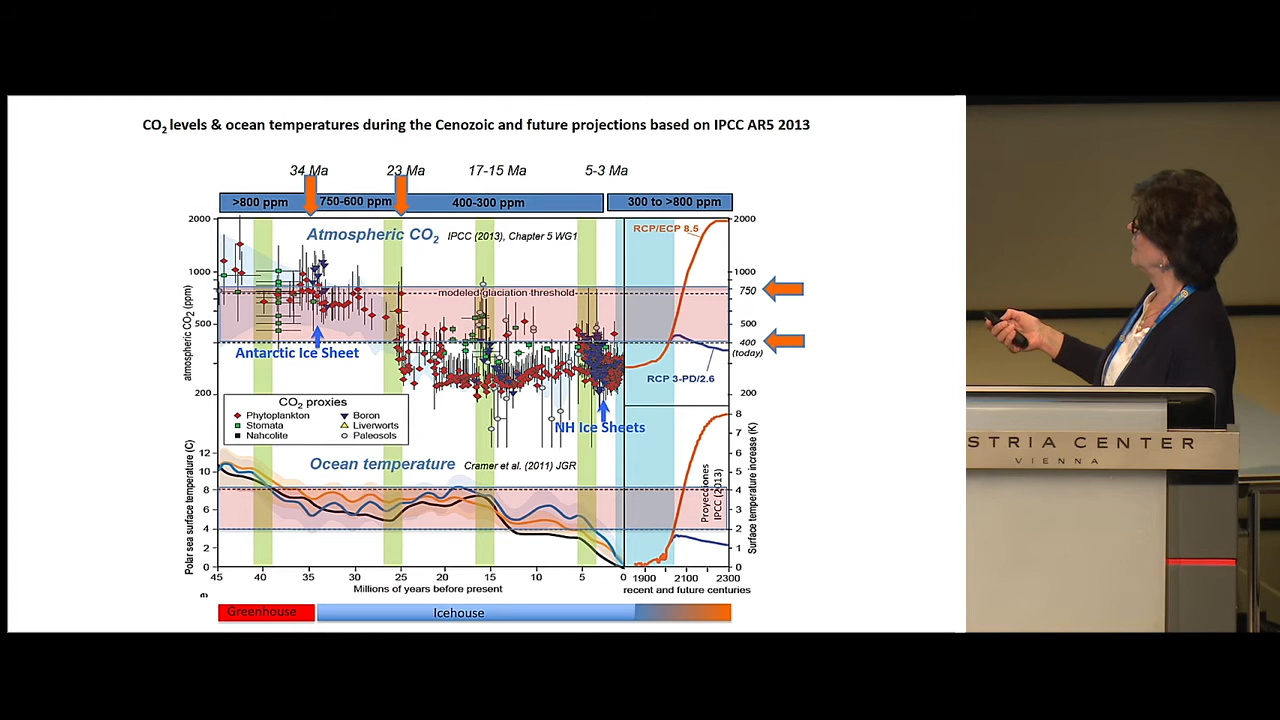 CO2 levels & ocean temperatures during the Cenozoic and future projections based on IPCC AR5 2013
34 Ma 23 Ma 17-15 Ma 5-3 Ma
>800 ppm 750-600 ppm 400-300 ppm 300 to >800 ppm
2000 2000
Atmospheric CO2 IPCC (2013), Chapter 5 WG1
RCP/ECP 8.5
1000 1000
modeled glaciation threshold 750
500 500
400
(today)
Antarctic Ice Sheet
RCP 3-PD/2.6
200 200
atmospheric CO2 (ppm)
CO2 proxies
Phytoplankton Boron
Stomata Liverworts
Nahcolite Paleosols
NH Ice Sheets
8
7
12 6
Ocean temperature Cramer et al. (2011) JGR
10 5
8 4
6 3
4 2
2 1
0 0
Polar sea surface temperature (C)
Proyecciones
IPCC (2013)
Surface temperature increase (K)
45 40 35 30 25 20 15 10 5 0 1900 2100 2300
Millions of years before present recent and future centuries
Greenhouse Icehouse
STRIA CENTER
VIENNA